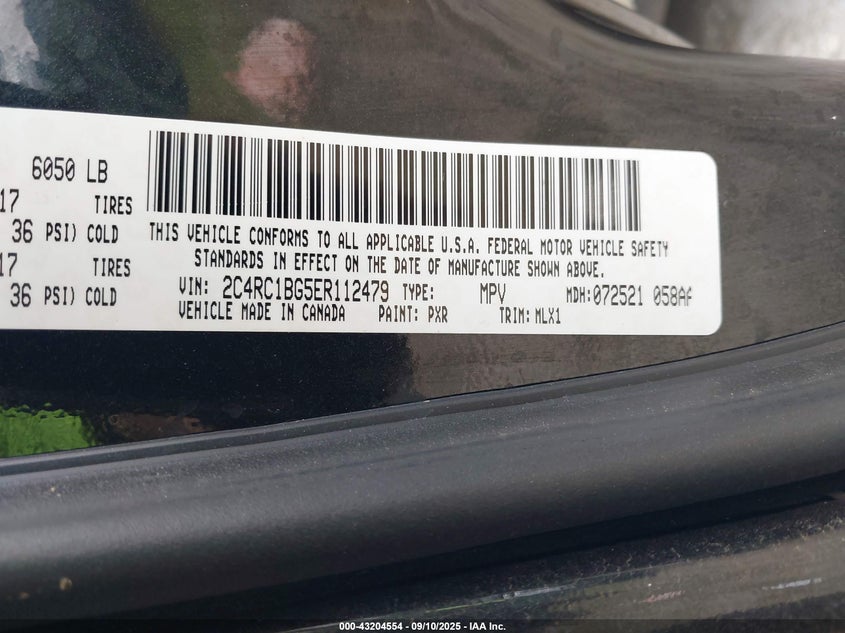 6050 LB
17 TIRES
36 PSI) COLD
17 TIRES
36 PSI) COLD
THIS VEHICLE CONFORMS TO ALL APPLICABLE U.S.A. FEDERAL MOTOR VEHICLE SAFETY
STANDARDS IN EFFECT ON THE DATE OF MANUFACTURE SHOWN ABOVE.
VIN: 2C4RC1BG5ER112479 TYPE: MPV MDH:072521 058AF
VEHICLE MADE IN CANADA PAINT: PXR TRIM: MLX1
000-43204554 - 09/10/2025 - IAA Inc.